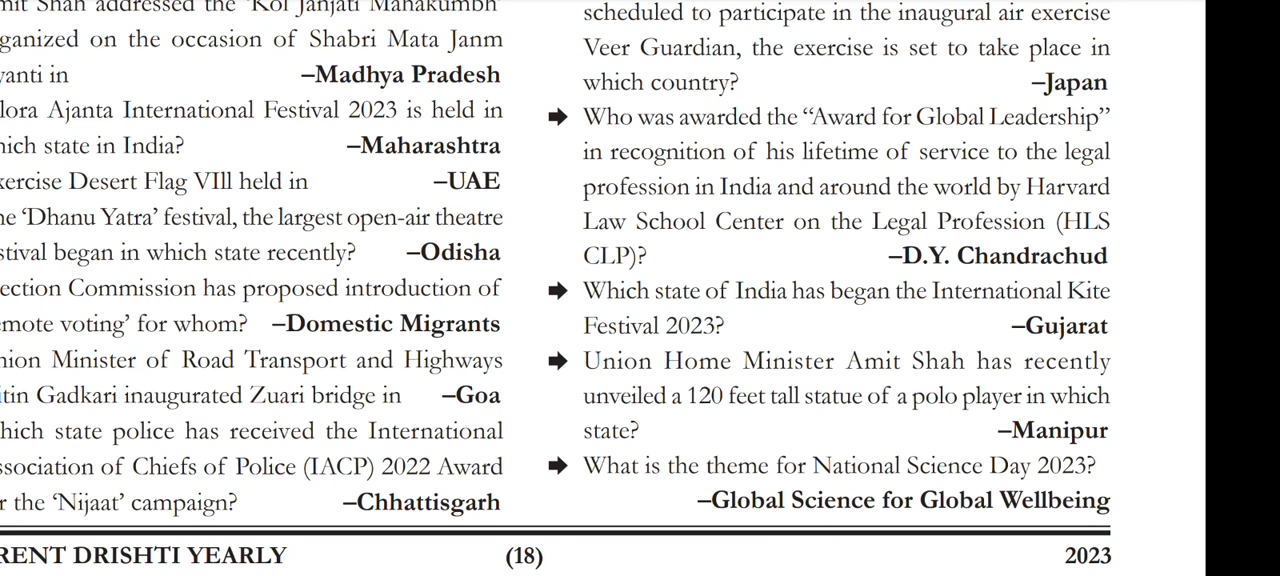 mit Shah addressed the ‘Kol Janjati Mahakumbh’
ganized on the occasion of Shabri Mata Janm
yanti in –Madhya Pradesh
lora Ajanta International Festival 2023 is held in
hich state in India? –Maharashtra
xercise Desert Flag VIll held in –UAE
he ‘Dhanu Yatra’ festival, the largest open-air theatre
stival began in which state recently? –Odisha
ection Commission has proposed introduction of
emote voting’ for whom? –Domestic Migrants
nion Minister of Road Transport and Highways
itin Gadkari inaugurated Zuari bridge in –Goa
hich state police has received the International
ssociation of Chiefs of Police (IACP) 2022 Award
r the ‘Nijaat’ campaign? –Chhattisgarh
scheduled to participate in the inaugural air exercise
Veer Guardian, the exercise is set to take place in
which country? –Japan
➡ Who was awarded the “Award for Global Leadership”
in recognition of his lifetime of service to the legal
profession in India and around the world by Harvard
Law School Center on the Legal Profession (HLS
CLP)? –D.Y. Chandrachud
➡ Which state of India has began the International Kite
Festival 2023? –Gujarat
➡ Union Home Minister Amit Shah has recently
unveiled a 120 feet tall statue of a polo player in which
state? –Manipur
➡ What is the theme for National Science Day 2023?
–Global Science for Global Wellbeing
RENT DRISHTI YEARLY (18) 2023